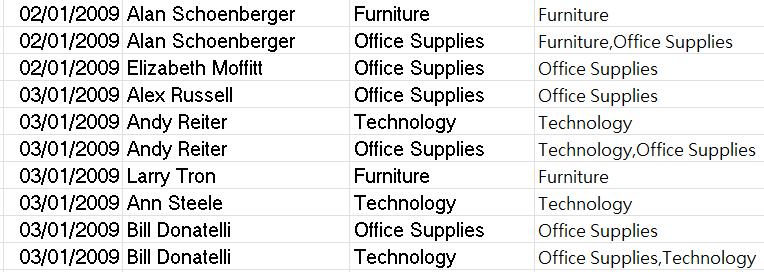 02/01/2009 Alan Schoenberger Furniture Furniture
02/01/2009 Alan Schoenberger Office Supplies Furniture,Office Supplies
02/01/2009 Elizabeth Moffitt Office Supplies Office Supplies
03/01/2009 Alex Russell Office Supplies Office Supplies
03/01/2009 Andy Reiter Technology Technology
03/01/2009 Andy Reiter Office Supplies Technology,Office Supplies
03/01/2009 Larry Tron Furniture Furniture
03/01/2009 Ann Steele Technology Technology
03/01/2009 Bill Donatelli Office Supplies Office Supplies
03/01/2009 Bill Donatelli Technology Office Supplies,Technology